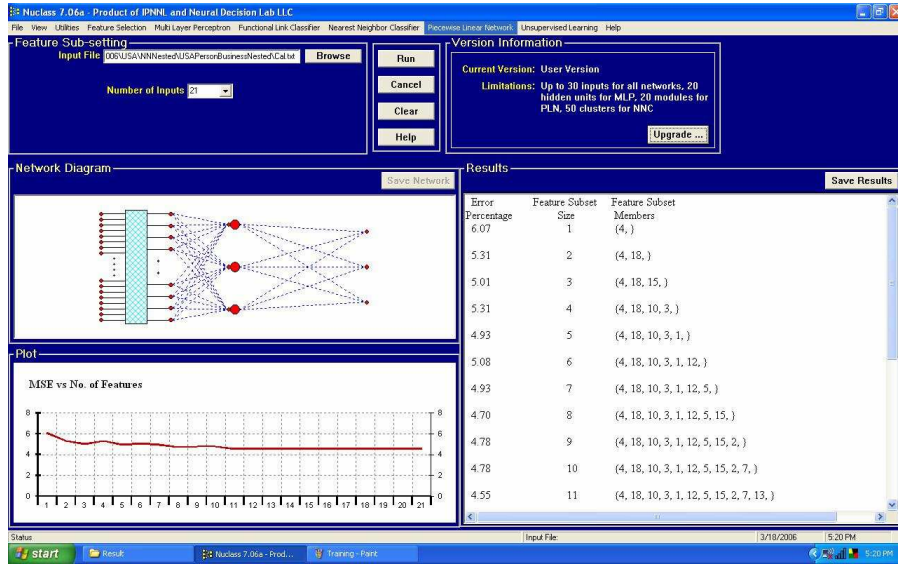 Nuclass 7.06a - Product of IPNNL and Neural Decision Lab LLC
File View Utilities Feature Selection Multi Layer Perceptron Functional Link Classifier Nearest Neighbor Classifier Piecewise Linear Network Unsupervised Learning Help
Feature Sub-setting
Input File 006\USA\NNNested\USAPersonBusinessNested\Cal.txt Browse
Number of Inputs 21
Run
Cancel
Clear
Help
Version Information
Current Version: User Version
Limitations: Up to 30 inputs for all networks, 20
hidden units for MLP, 20 modules for
PLN, 50 clusters for NNC
Upgrade ...
Network Diagram
Save Network
Plot
MSE vs No. of Features
8 8
6 6
4 4
2 2
0 0
1 2 3 4 5 6 7 8 9 10 11 12 13 14 15 16 17 18 19 20 21
Results
Save Results
Error Feature Subset Feature Subset
Percentage Size Members
6.07 1 (4, )
5.31 2 (4, 18, )
5.01 3 (4, 18, 15, )
5.31 4 (4, 18, 10, 3, )
4.93 5 (4, 18, 10, 3, 1, )
5.08 6 (4, 18, 10, 3, 1, 12, )
4.93 7 (4, 18, 10, 3, 1, 12, 5, )
4.70 8 (4, 18, 10, 3, 1, 12, 5, 15, )
4.78 9 (4, 18, 10, 3, 1, 12, 5, 15, 2, )
4.78 10 (4, 18, 10, 3, 1, 12, 5, 15, 2, 7, )
4.55 11 (4, 18, 10, 3, 1, 12, 5, 15, 2, 7, 13, )
Status Input File: 3/18/2006 5:20 PM
start Result Nuclass 7.06a - Prod... Training - Paint 5:20 PM